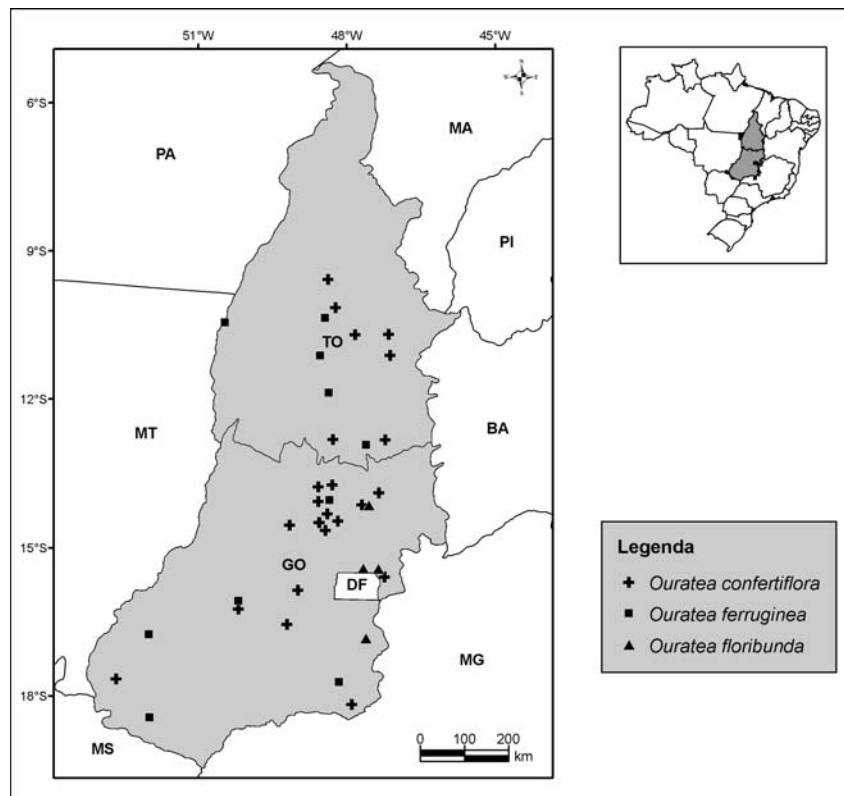 51°W 48°W 45°W
N
W E
S
6°S
MA
PA
PI
9°S
TO
12°S
MT
BA
15°S
GO
DF
Legenda
Ouratea confertiflora
Ouratea ferruginea
Ouratea floribunda
MG
18°S
MS
0 100 200
km